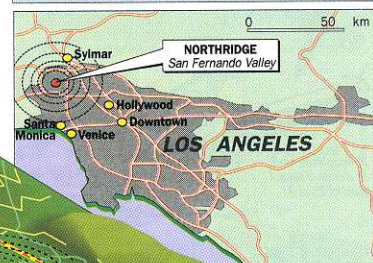 0 50 km
Sylmar
NORTHRIDGE
San Fernando Valley
Hollywood
Santa
Monica
Downtown
Venice
LOS ANGELES